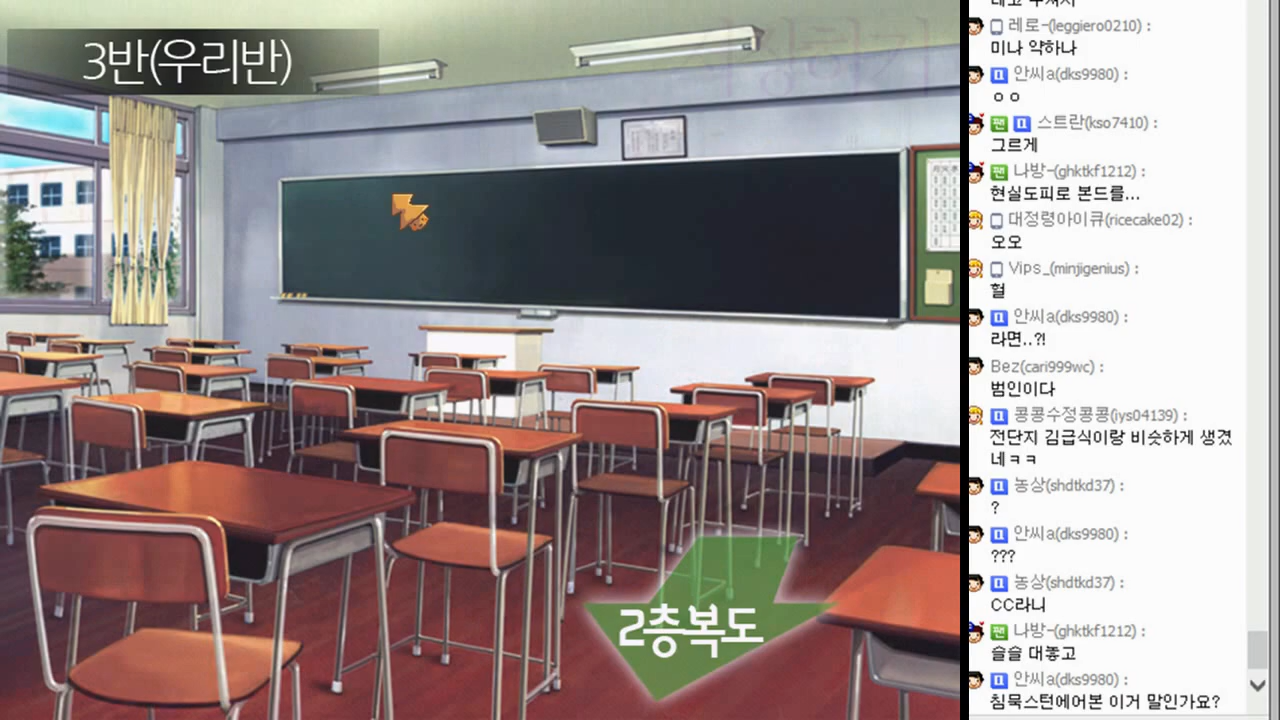 3반(우리반)
2층복도
레로-(leggiero0210) :
미나 약하나
안씨a(dks9980) :
ㅇㅇ
팬 스트란(kso7410) :
그르게
팬 나방-(ghktkf1212) :
현실도피로 본드를...
대정령아이큐(ricecake02) :
오오
Vips_(minjigenius) :
헐
안씨a(dks9980) :
라면..?!
Bez(cari999wc) :
범인이다
콩콩수정콩콩(iys04139) :
전단지 김급식이랑 비슷하게 생겼
네ㅋㅋ
농상(shdtkd37) :
?
안씨a(dks9980) :
???
농상(shdtkd37) :
CC라니
팬 나방-(ghktkf1212) :
슬슬 대놓고
안씨a(dks9980) :
침묵스턴에어본 이거 말인가요?